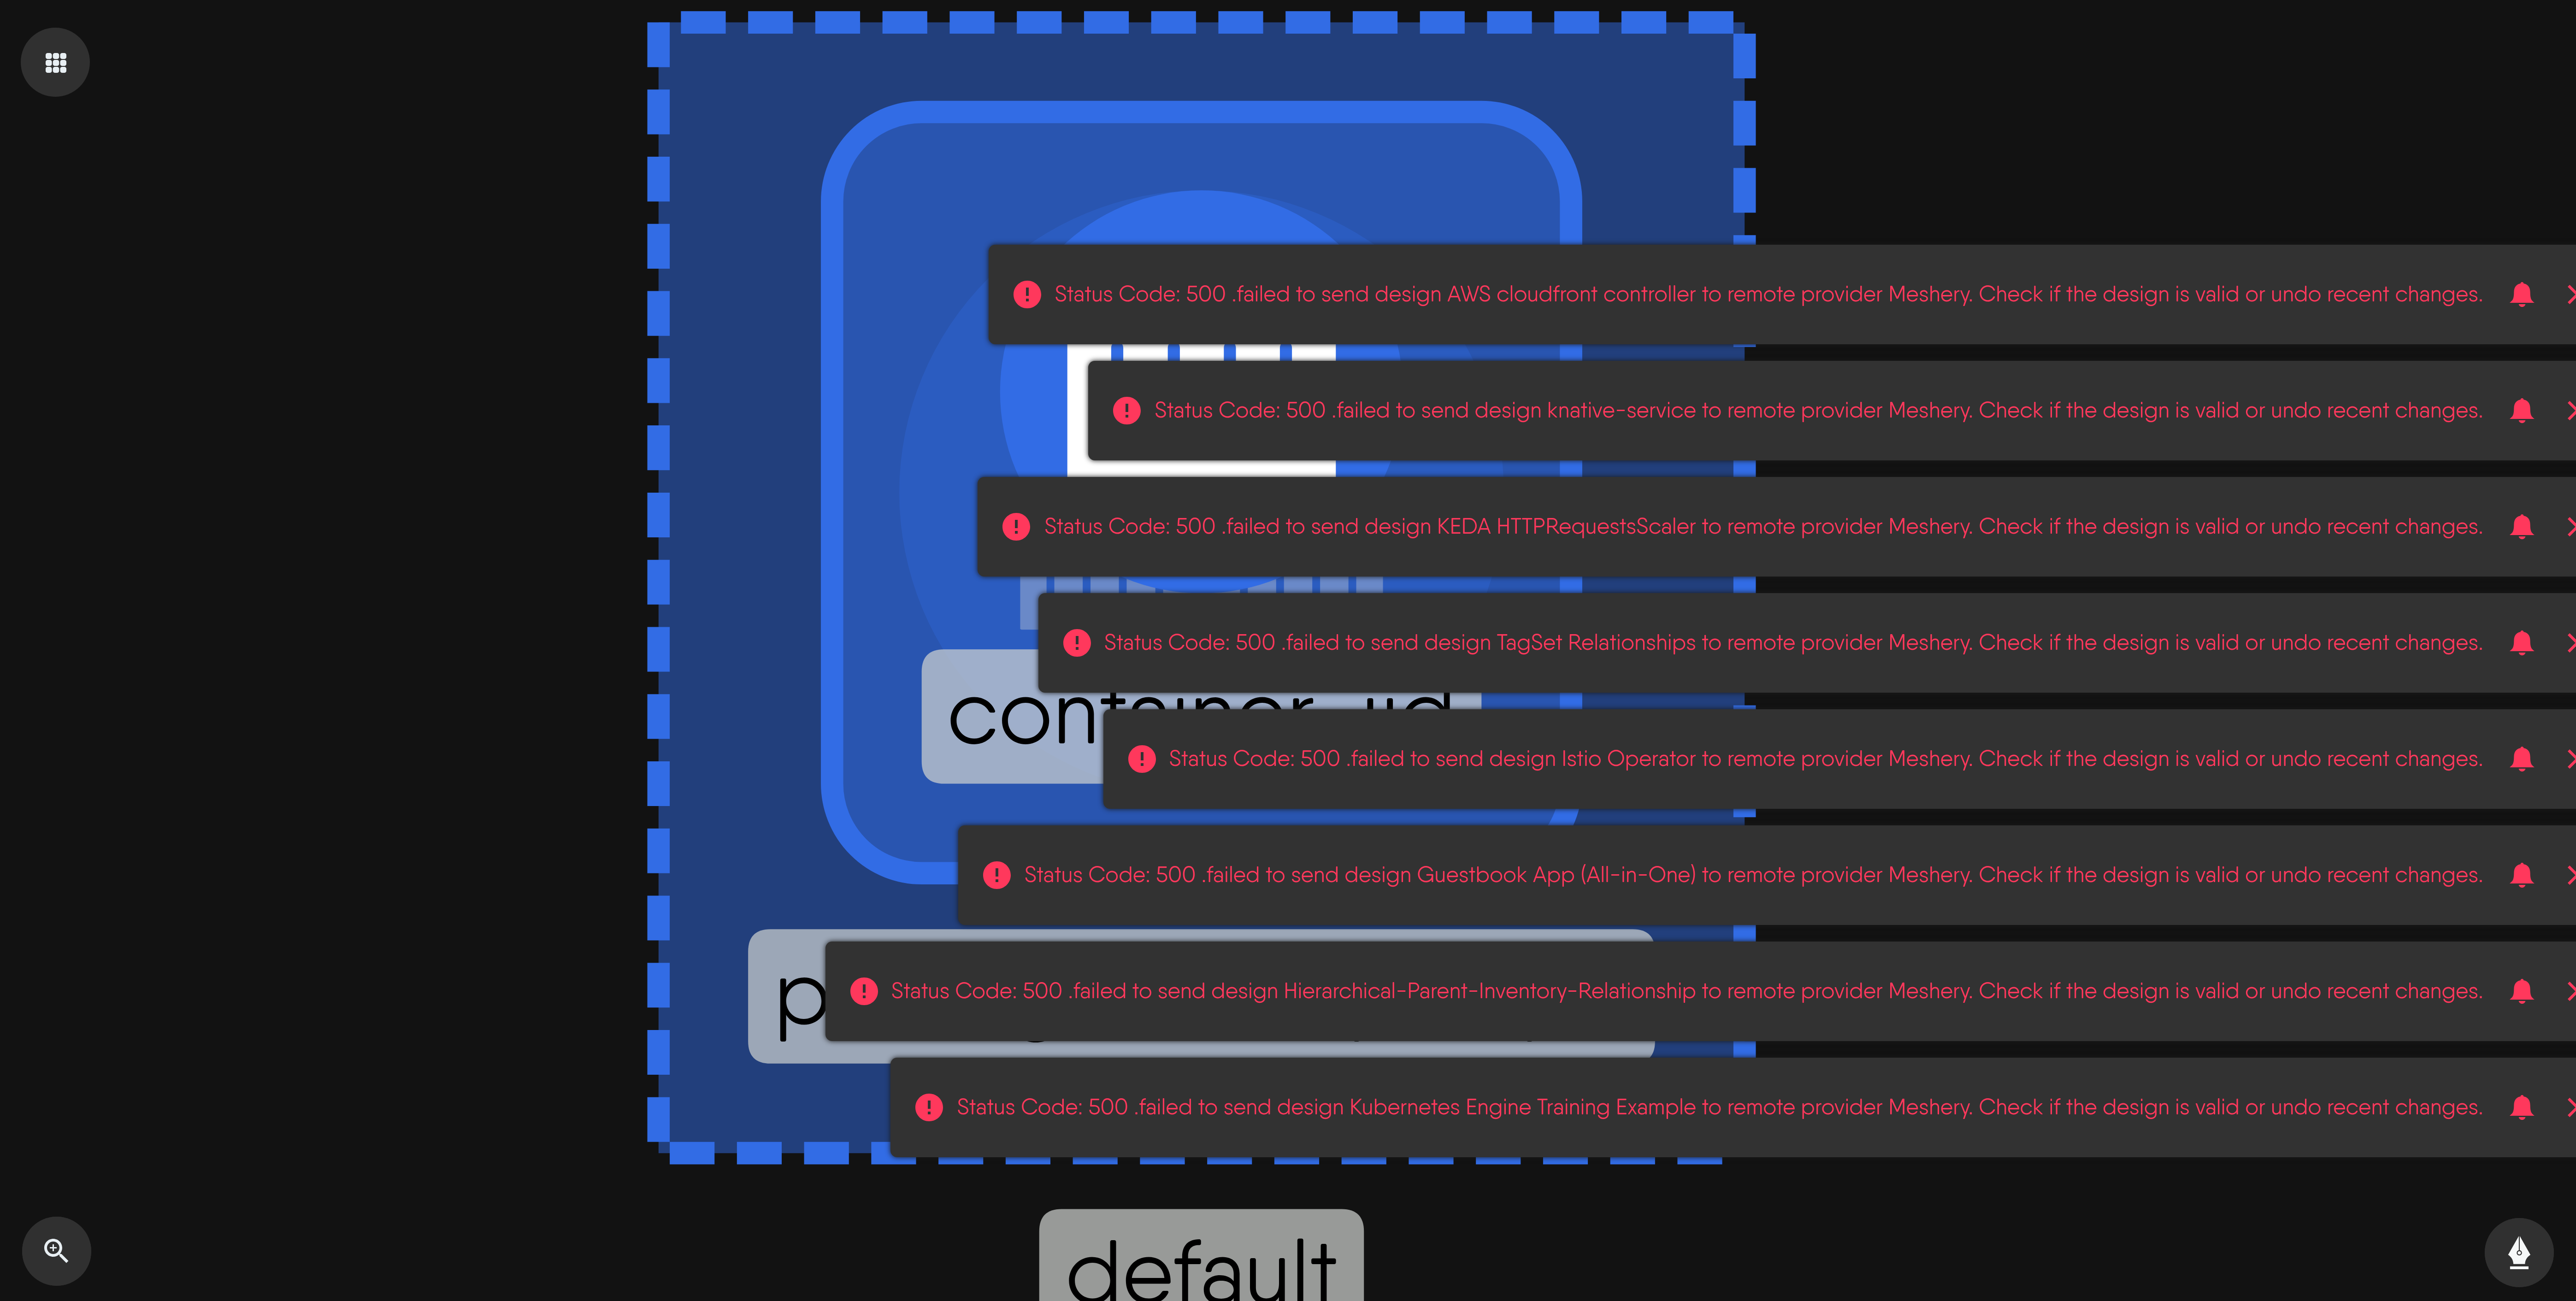 Status Code: 500 .failed to send design AWS cloudfront controller to remote provider Meshery. Check if the design is valid or undo recent changes.
Status Code: 500 .failed to send design knative-service to remote provider Meshery. Check if the design is valid or undo recent changes.
Status Code: 500 .failed to send design KEDA HTTPRequestsScaler to remote provider Meshery. Check if the design is valid or undo recent changes.
Status Code: 500 .failed to send design TagSet Relationships to remote provider Meshery. Check if the design is valid or undo recent changes.
Status Code: 500 .failed to send design Istio Operator to remote provider Meshery. Check if the design is valid or undo recent changes.
Status Code: 500 .failed to send design Guestbook App (All-in-One) to remote provider Meshery. Check if the design is valid or undo recent changes.
Status Code: 500 .failed to send design Hierarchical-Parent-Inventory-Relationship to remote provider Meshery. Check if the design is valid or undo recent changes.
Status Code: 500 .failed to send design Kubernetes Engine Training Example to remote provider Meshery. Check if the design is valid or undo recent changes.
default